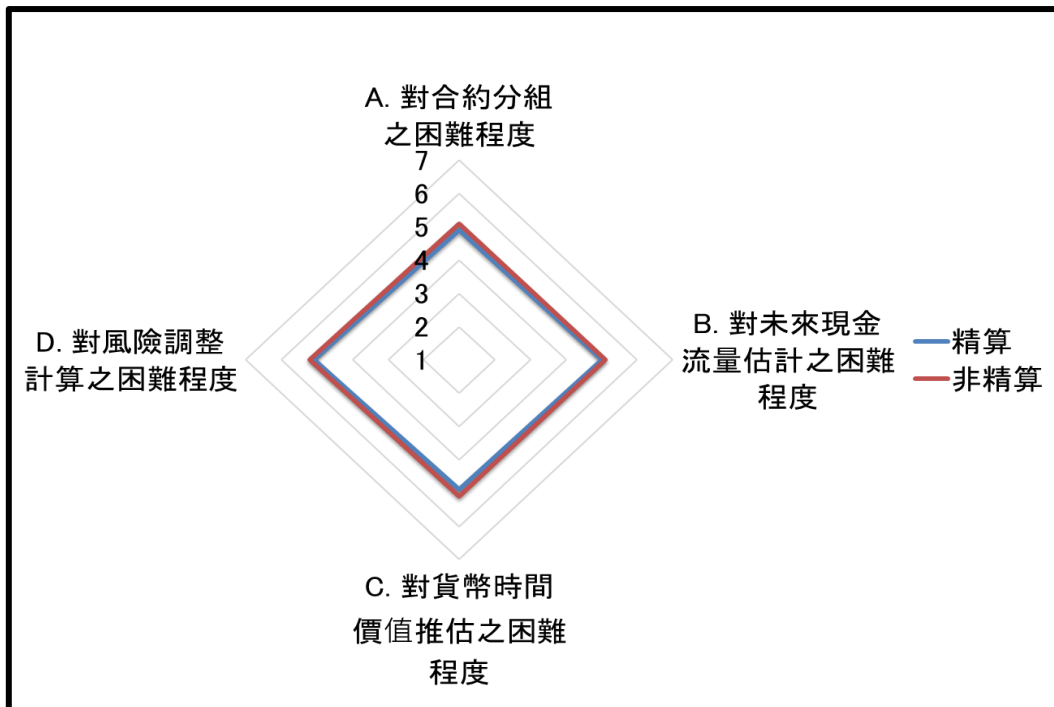 A. 對合約分組
之困難程度
7
6
5
4
3
2
1
B. 對未來現金
流量估計之困難
程度
C. 對貨幣時間
價值推估之困難
程度
D. 對風險調整
計算之困難程度
精算
非精算